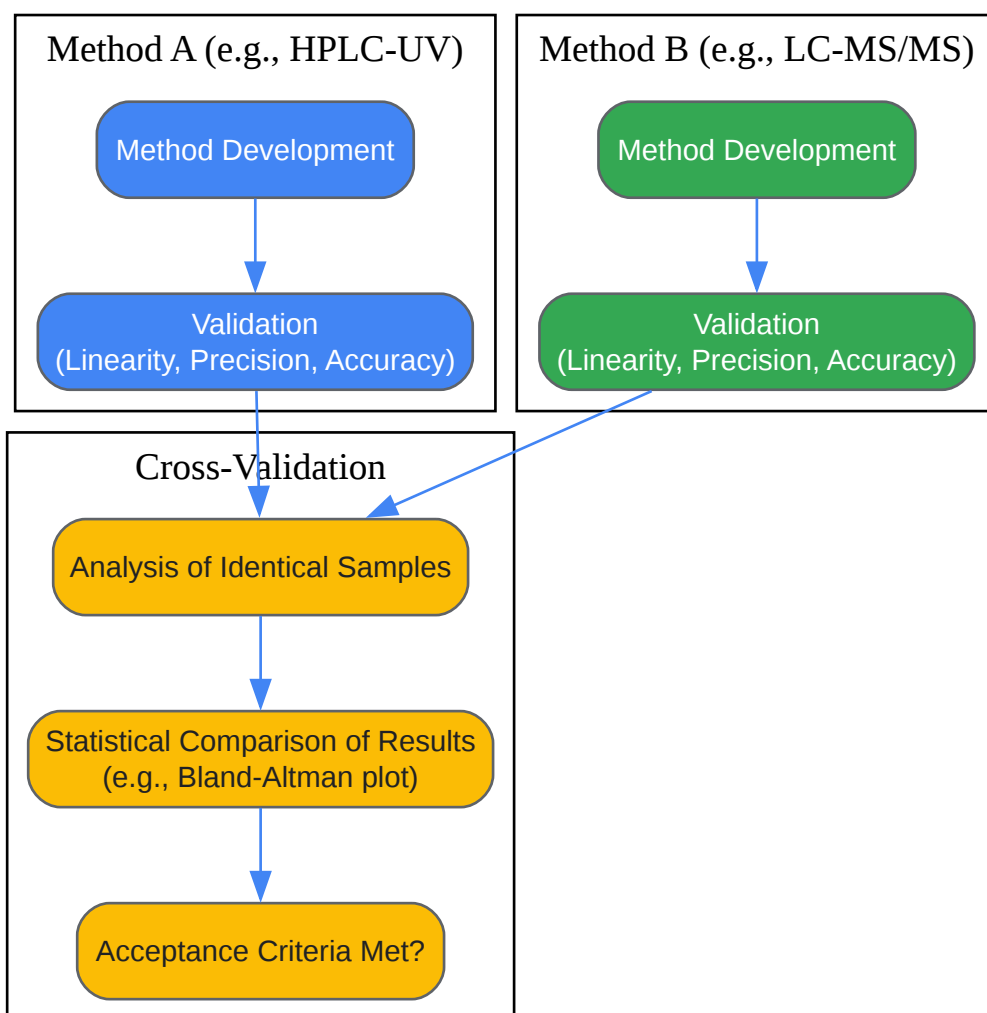 Method A (e.g., HPLC-UV)
Method Development
Validation
(Linearity, Precision, Accuracy)
Method B (e.g., LC-MS/MS)
Method Development
Validation
(Linearity, Precision, Accuracy)
Cross-Validation
Analysis of Identical Samples
Statistical Comparison of Results
(e.g., Bland-Altman plot)
Acceptance Criteria Met?